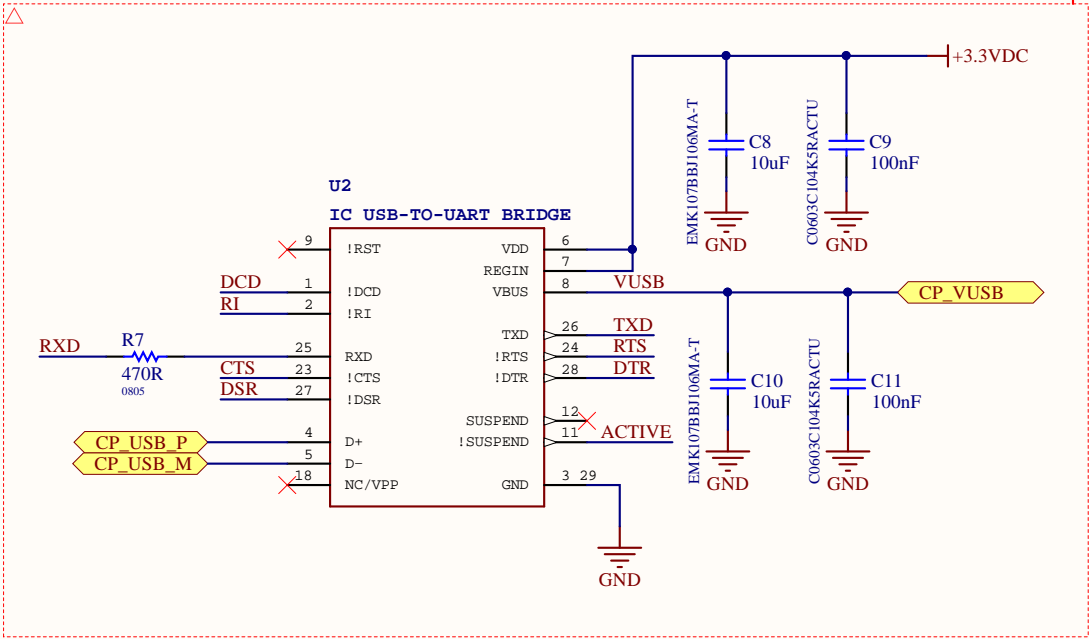 +3.3VDC
EMK107BBJ106MA-T
C8
10uF
GND
C0603C104K5RACTU
C9
100nF
GND
U2
IC USB-TO-UART BRIDGE
9 !RST
VDD 6
REGIN 7
DCD 1 !DCD
VBUS 8 VUSB
CP_VUSB
RI 2 !RI
TXD 26 TXD
RXD
R7
470R
0805
25 RXD
!RTS 24 RTS
CTS 23 !CTS
!DTR 28 DTR
DSR 27 !DSR
EMK107BBJ106MA-T
C10
10uF
GND
C0603C104K5RACTU
C11
100nF
GND
SUSPEND 12
CP_USB_P 4 D+
!SUSPEND 11 ACTIVE
CP_USB_M 5 D-
18 NC/VPP
GND 3 29
GND